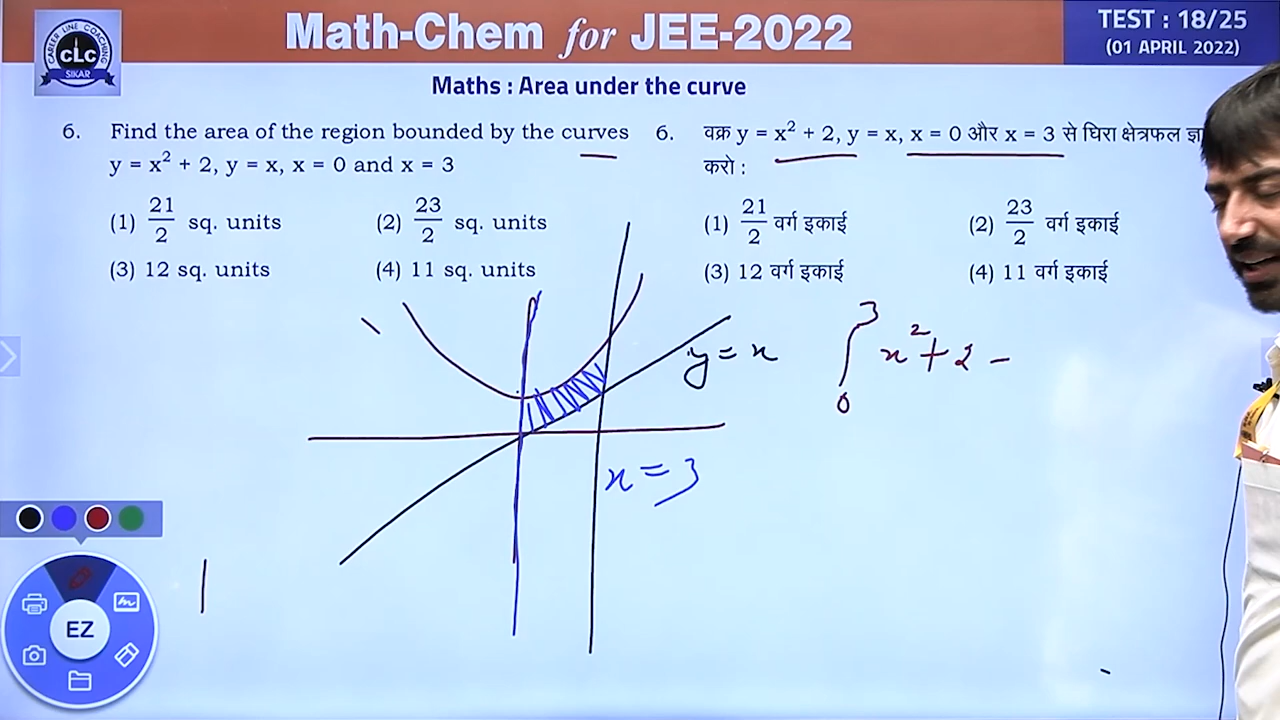 CAREER LINE COACHING
CLC
SIKAR
Math-Chem for JEE-2022
TEST : 18/25
(01 APRIL 2022)
Maths : Area under the curve
6. Find the area of the region bounded by the curves
y = x² + 2, y = x, x = 0 and x = 3
(1) 21/2 sq. units (2) 23/2 sq. units
(3) 12 sq. units (4) 11 sq. units
6. वक्र y = x² + 2, y = x, x = 0 और x = 3 से घिरा क्षेत्रफल
करो :
(1) 21/2 वर्ग इकाई (2) 23/2 वर्ग इकाई
(3) 12 वर्ग इकाई (4) 11 वर्ग इकाई
y = x
∫₀³ x² + 2 −
x = 3
EZ